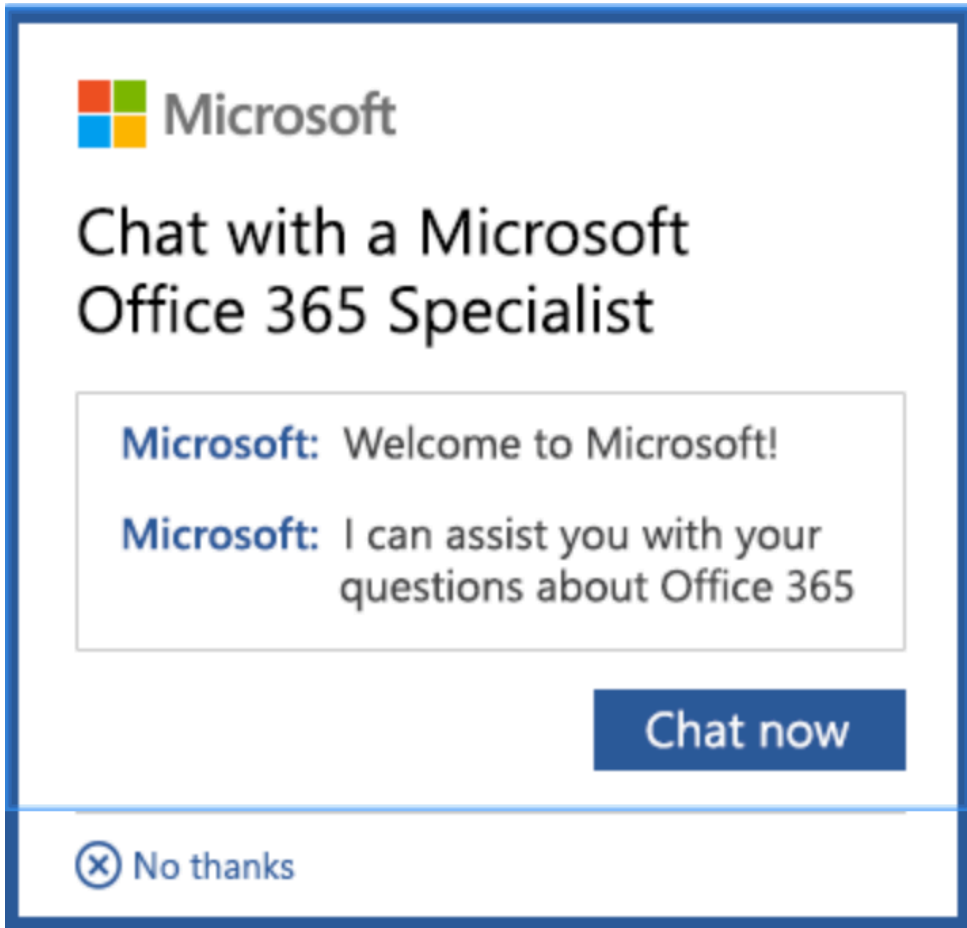 Microsoft
Chat with a Microsoft
Office 365 Specialist
Microsoft: Welcome to Microsoft!
Microsoft: I can assist you with your
questions about Office 365
Chat now
No thanks